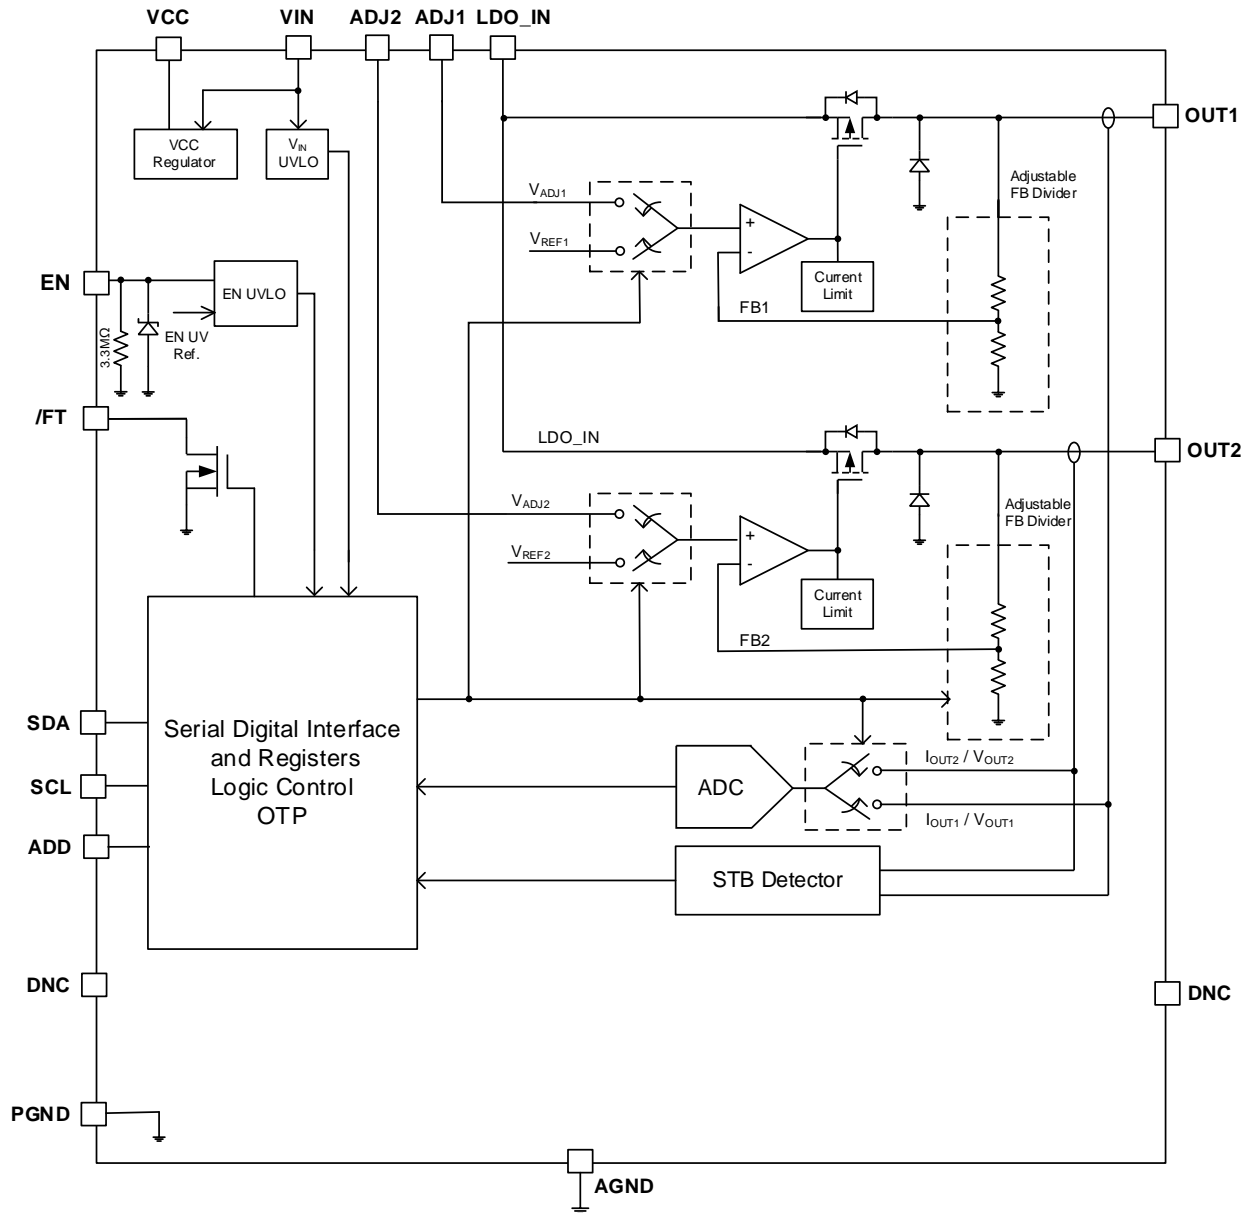 VCC
VIN
ADJ2
ADJ1
LDO_IN
OUT1
VCC
Regulator
VIN
UVLO
Adjustable
FB Divider
VADJ1
VREF1
Current
Limit
FB1
EN
EN UVLO
3.3MΩ
EN UV
Ref.
/FT
LDO_IN
OUT2
VADJ2
VREF2
Adjustable
FB Divider
Current
Limit
FB2
+
-
+
-
SDA
SCL
ADD
Serial Digital Interface
and Registers
Logic Control
OTP
ADC
IOUT2 / VOUT2
IOUT1 / VOUT1
STB Detector
DNC
DNC
PGND
AGND